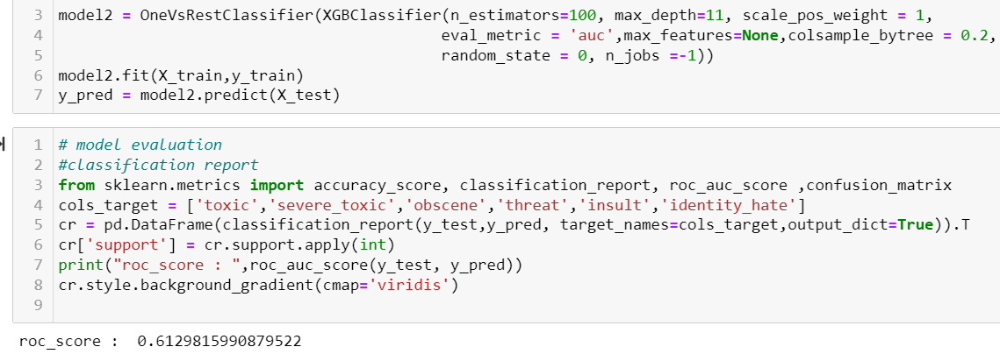 3 model2 = OneVsRestClassifier(XGBClassifier(n_estimators=100, max_depth=11, scale_pos_weight = 1,
4 eval_metric = 'auc',max_features=None,colsample_bytree = 0.2,
5 random_state = 0, n_jobs =-1))
6 model2.fit(X_train,y_train)
7 y_pred = model2.predict(X_test)
1 # model evaluation
2 #classification report
3 from sklearn.metrics import accuracy_score, classification_report, roc_auc_score ,confusion_matrix
4 cols_target = ['toxic','severe_toxic','obscene','threat','insult','identity_hate']
5 cr = pd.DataFrame(classification_report(y_test,y_pred, target_names=cols_target,output_dict=True)).T
6 cr['support'] = cr.support.apply(int)
7 print("roc_score : ",roc_auc_score(y_test, y_pred))
8 cr.style.background_gradient(cmap='viridis')
9
roc_score :  0.6129815990879522